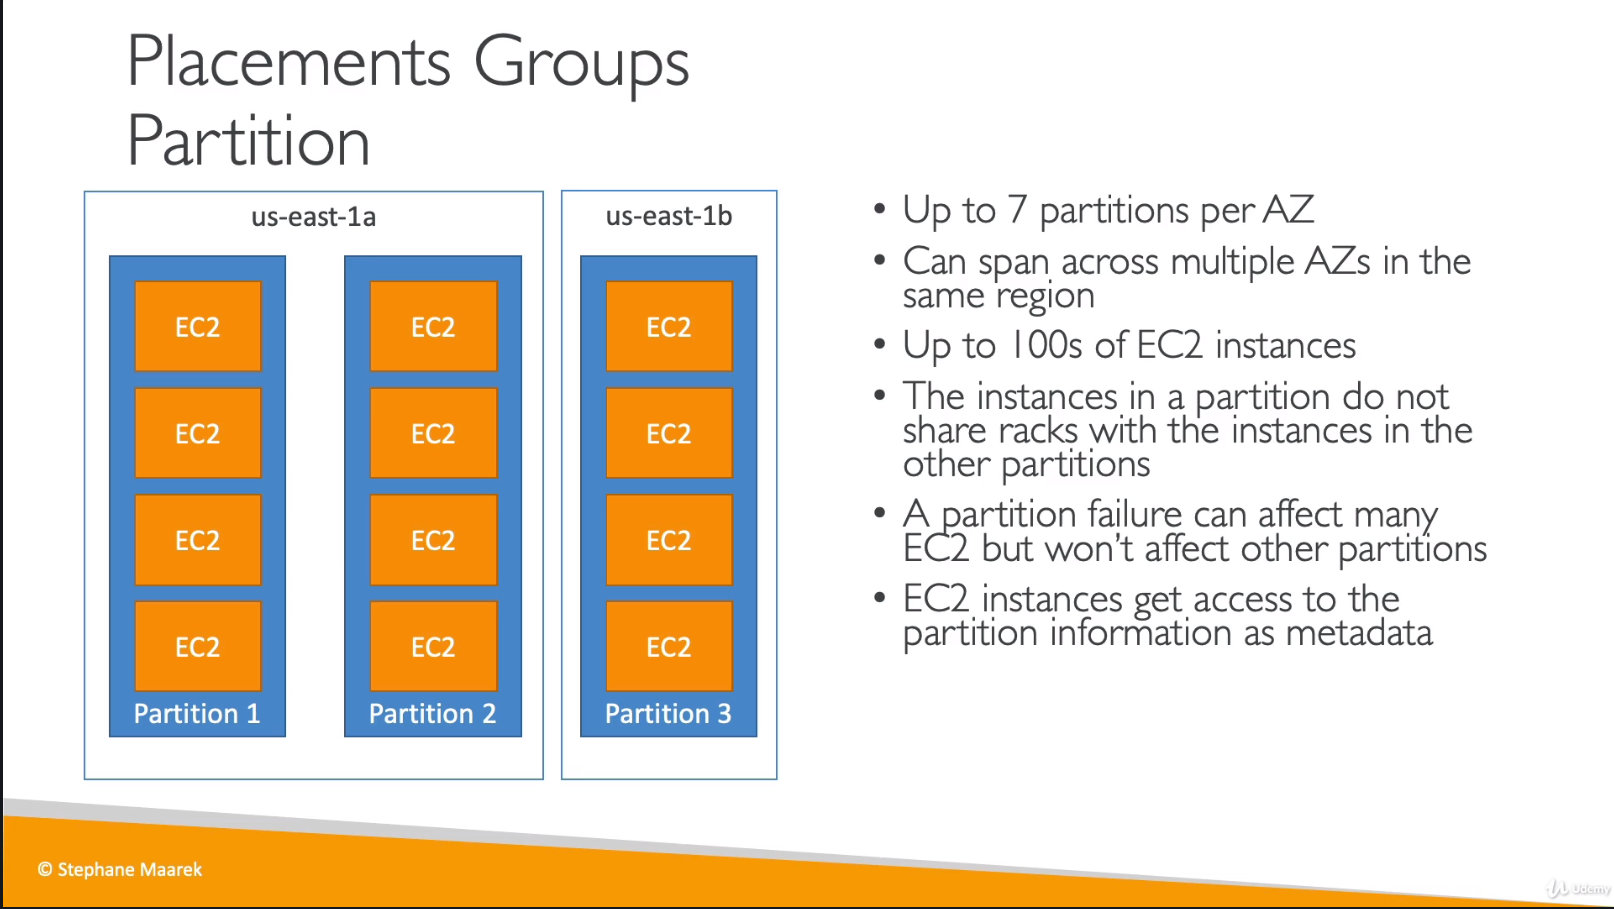 Placements Groups
Partition
us-east-1a
EC2
EC2
EC2
EC2
Partition 1
EC2
EC2
EC2
EC2
Partition 2
us-east-1b
EC2
EC2
EC2
EC2
Partition 3
• Up to 7 partitions per AZ
• Can span across multiple AZs in the
same region
• Up to 100s of EC2 instances
• The instances in a partition do not
share racks with the instances in the
other partitions
• A partition failure can affect many
EC2 but won’t affect other partitions
• EC2 instances get access to the
partition information as metadata
© Stephane Maarek
Udemy